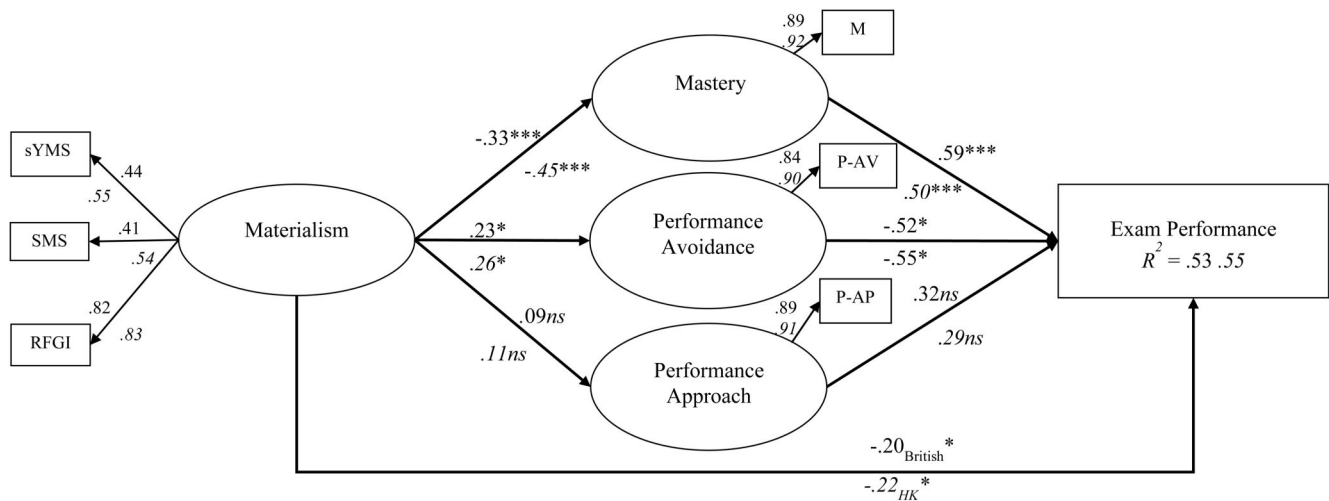 .89
.92
M
Mastery
-.33***
-.45***
.59***
.50***
sYMS
.44
.55
SMS
.41
.54
RFGI
.82
.83
Materialism
.84
.90
P-AV
.23*
.26*
Performance
Avoidance
-.52*
-.55*
Exam Performance
R² = .53 .55
.09ns
.11ns
.89
.91
P-AP
Performance
Approach
.32ns
.29ns
-.20British*
-.22HK*